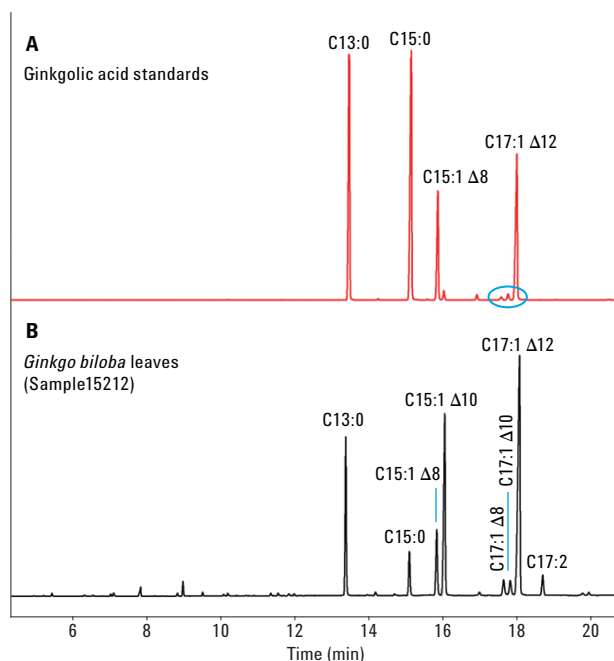 A
Ginkgolic acid standards
C13:0
C15:0
C15:1 Δ8
C17:1 Δ12
B
Ginkgo biloba leaves
(Sample15212)
C13:0
C15:0
C15:1 Δ8
C15:1 Δ10
C17:1 Δ8
C17:1 Δ10
C17:1 Δ12
C17:2
6 8 10 12 14 16 18 20
Time (min)